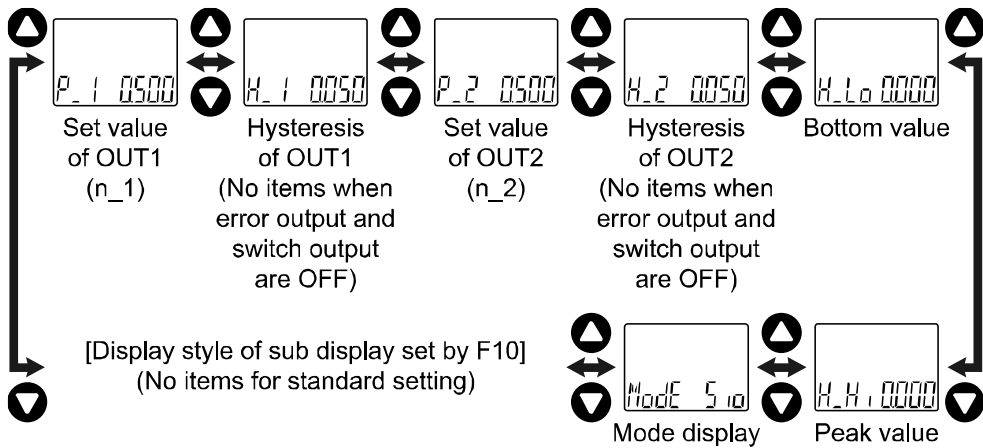 P_1 0.500
H_1 0.050
P_2 0.500
H_2 0.050
H_Lo 0.000
Set value
of OUT1
(n_1)
Hysteresis
of OUT1
(No items when
error output and
switch output
are OFF)
Set value
of OUT2
(n_2)
Hysteresis
of OUT2
(No items when
error output and
switch output
are OFF)
Bottom value
[Display style of sub display set by F10]
(No items for standard setting)
ModE Sio
Mode display
H_Hi 0.000
Peak value